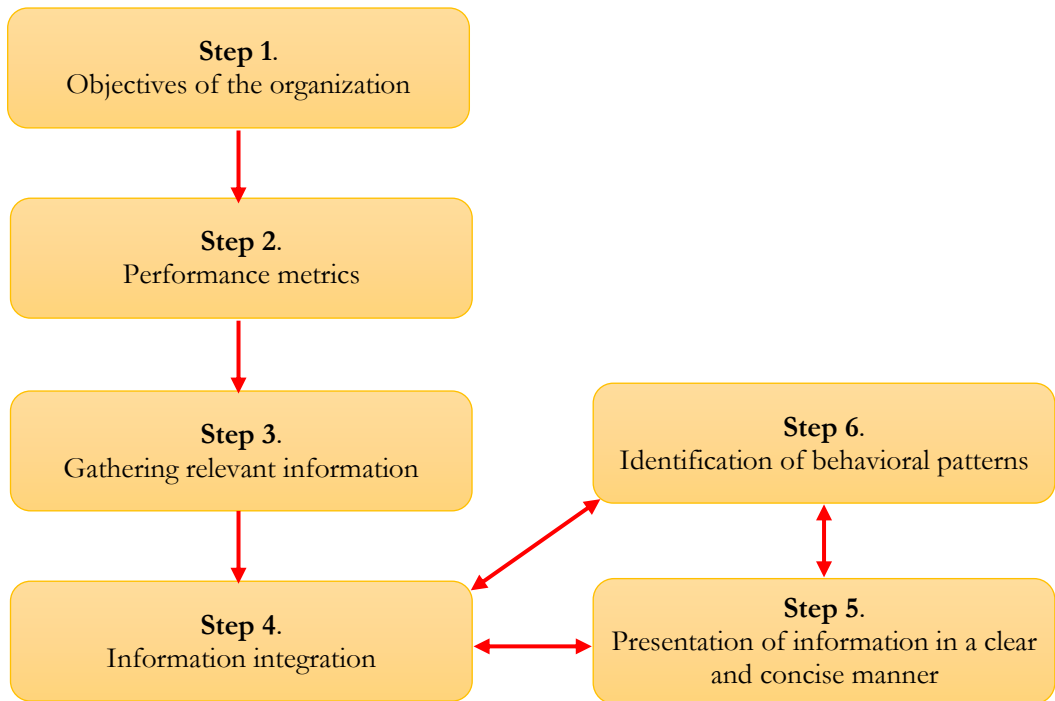 Step 1.
Objectives of the organization
Step 2.
Performance metrics
Step 3.
Gathering relevant information
Step 4.
Information integration
Step 5.
Presentation of information in a clear
and concise manner
Step 6.
Identification of behavioral patterns